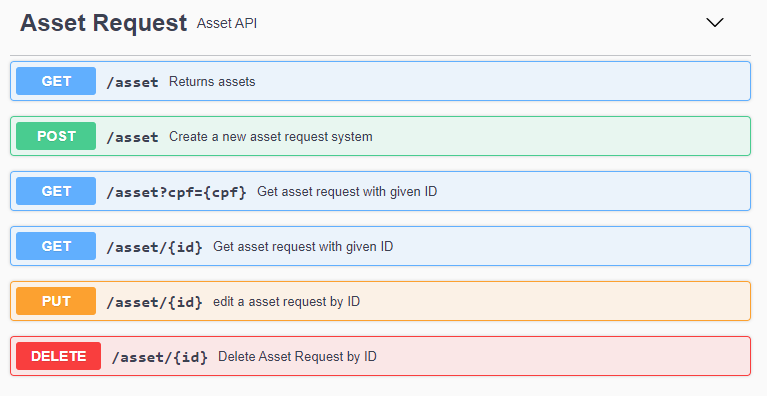 Asset Request Asset API
GET /asset Returns assets
POST /asset Create a new asset request system
GET /asset?cpf={cpf} Get asset request with given ID
GET /asset/{id} Get asset request with given ID
PUT /asset/{id} edit a asset request by ID
DELETE /asset/{id} Delete Asset Request by ID